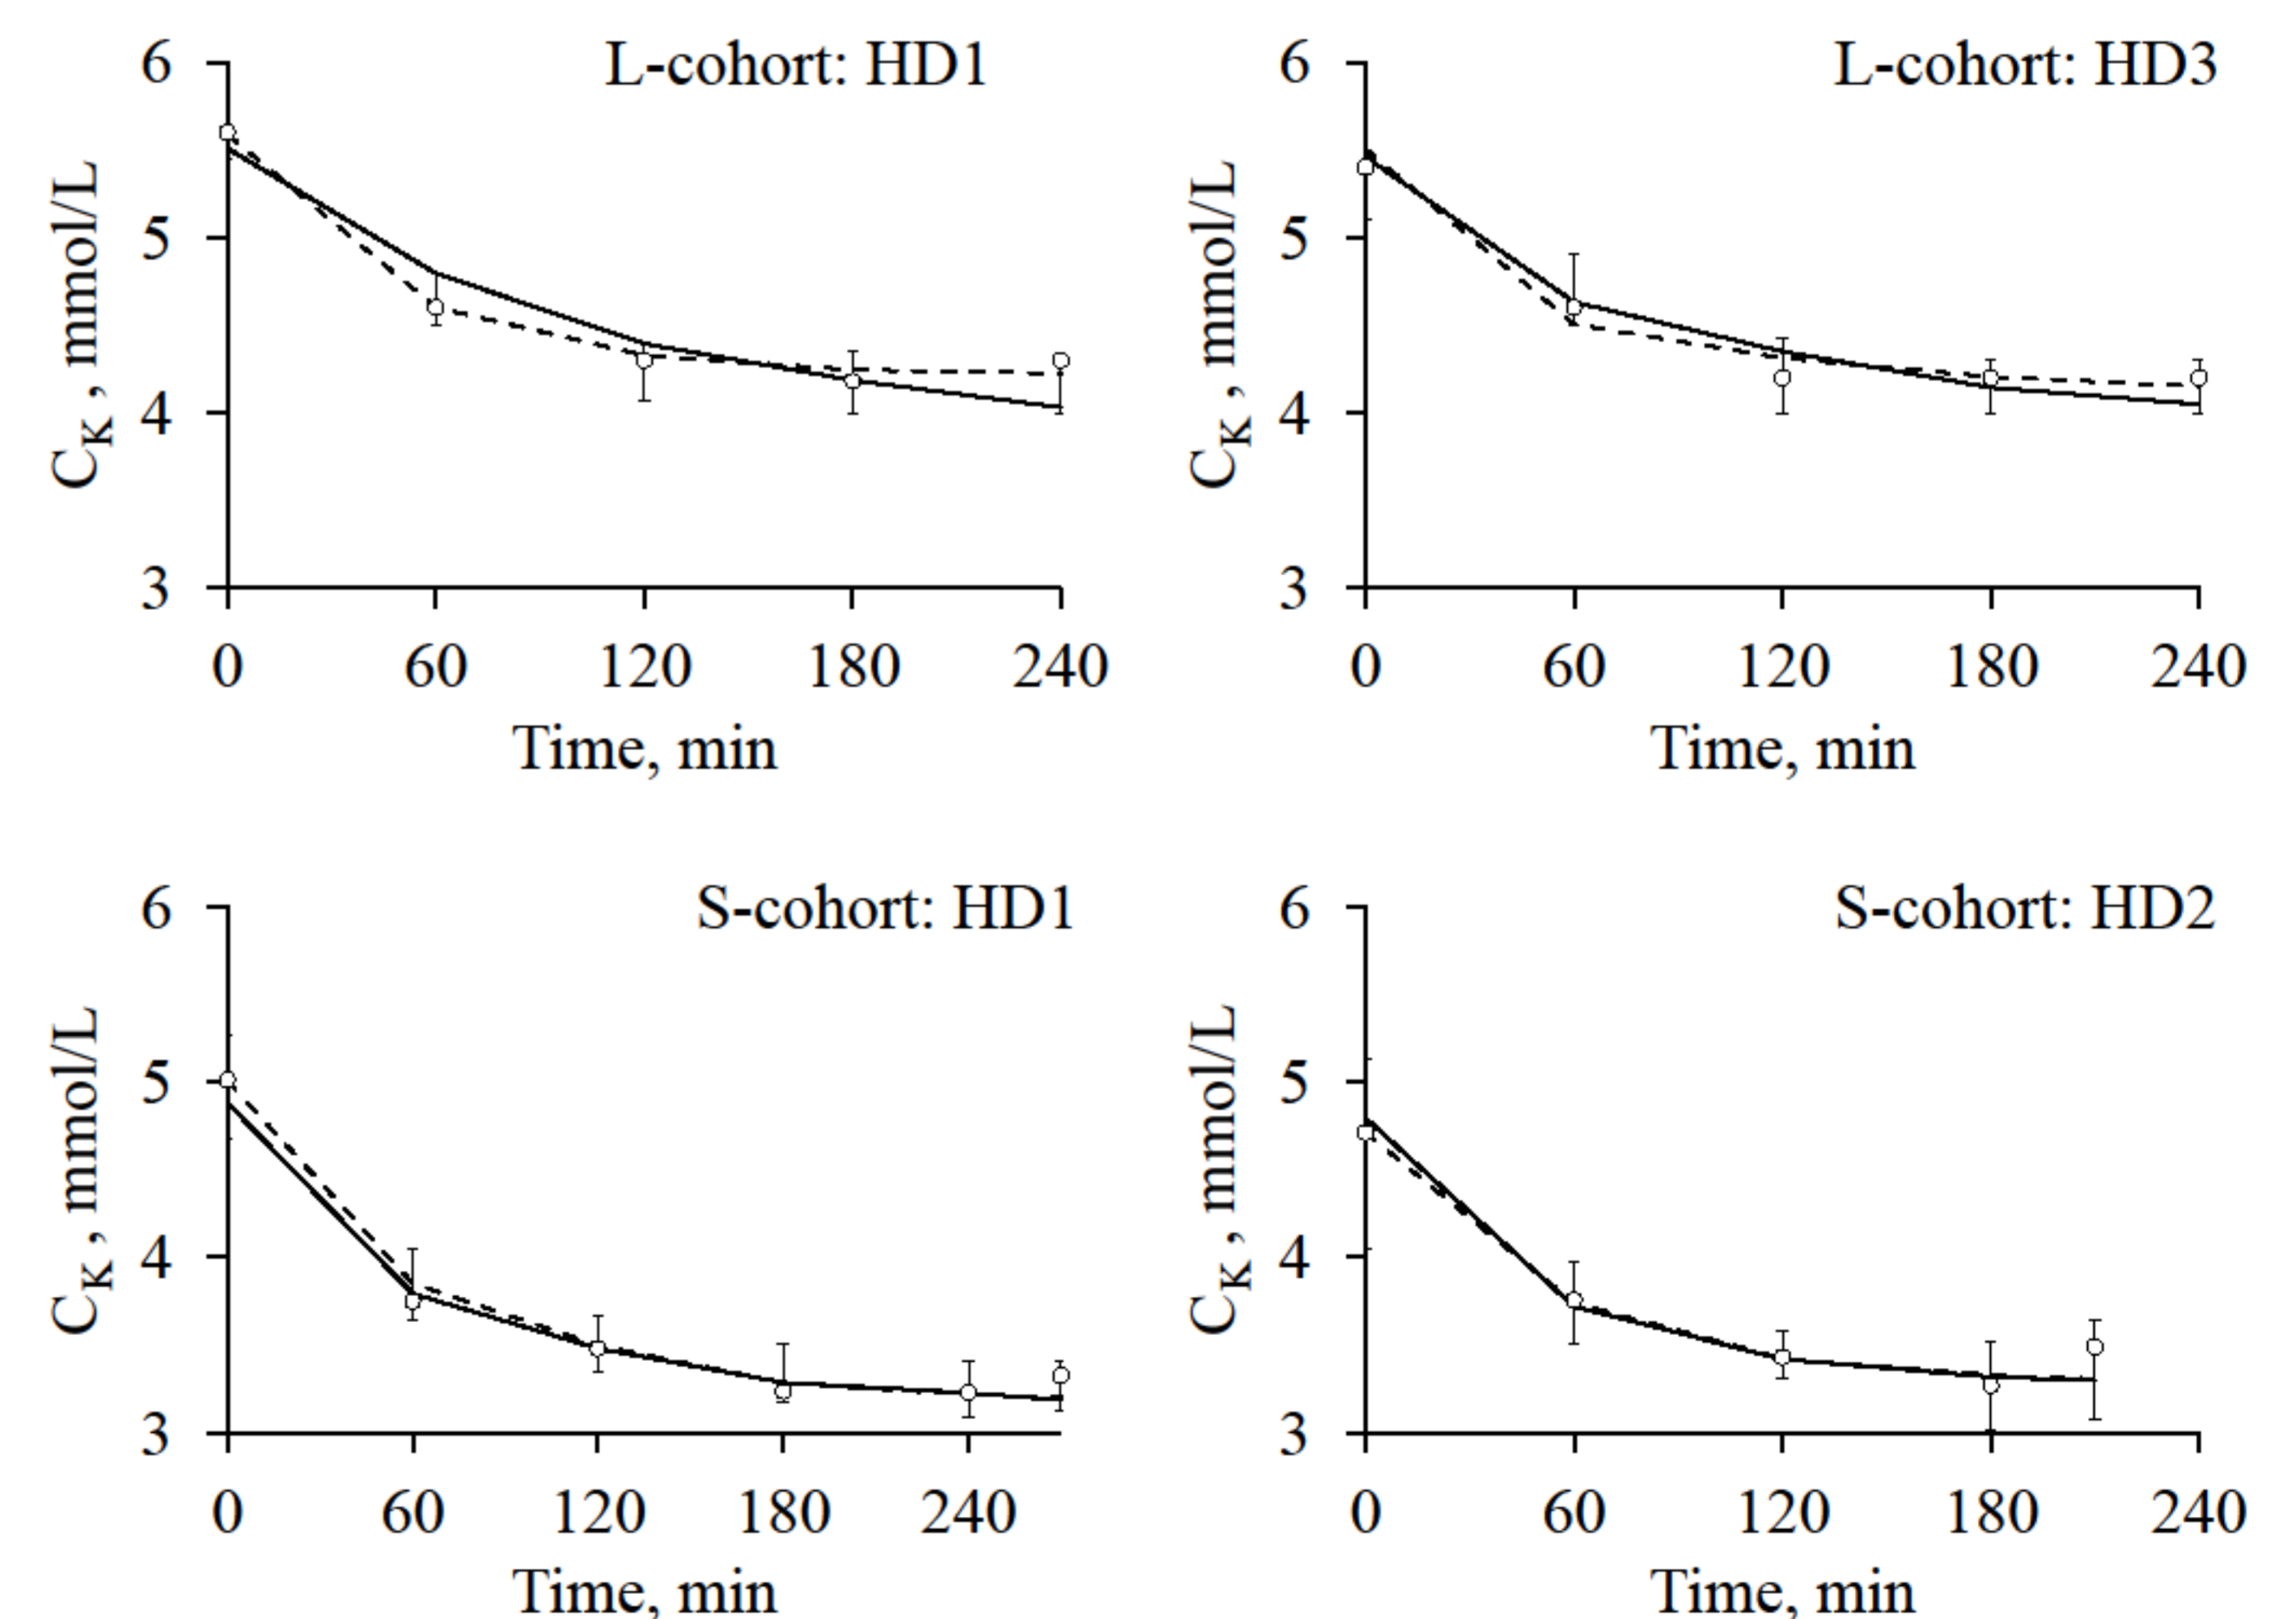 L-cohort: HD1
6
5
4
3
C_K , mmol/L
0 60 120 180 240
Time, min
L-cohort: HD3
6
5
4
3
C_K , mmol/L
0 60 120 180 240
Time, min
S-cohort: HD1
6
5
4
3
C_K , mmol/L
0 60 120 180 240
Time, min
S-cohort: HD2
6
5
4
3
C_K , mmol/L
0 60 120 180 240
Time, min